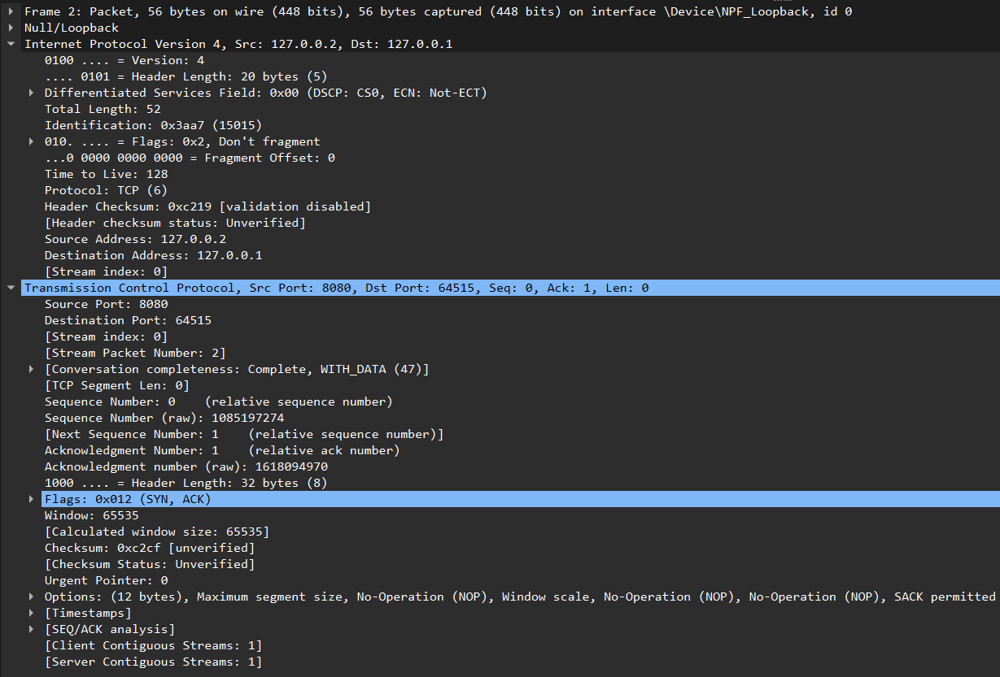 Frame 2: Packet, 56 bytes on wire (448 bits), 56 bytes captured (448 bits) on interface \Device\NPF_Loopback, id 0
Null/Loopback
Internet Protocol Version 4, Src: 127.0.0.2, Dst: 127.0.0.1
0100 .... = Version: 4
.... 0101 = Header Length: 20 bytes (5)
Differentiated Services Field: 0x00 (DSCP: CS0, ECN: Not-ECT)
Total Length: 52
Identification: 0x3aa7 (15015)
010. .... = Flags: 0x2, Don't fragment
...0 0000 0000 0000 = Fragment Offset: 0
Time to Live: 128
Protocol: TCP (6)
Header Checksum: 0xc219 [validation disabled]
[Header checksum status: Unverified]
Source Address: 127.0.0.2
Destination Address: 127.0.0.1
[Stream index: 0]
Transmission Control Protocol, Src Port: 8080, Dst Port: 64515, Seq: 0, Ack: 1, Len: 0
Source Port: 8080
Destination Port: 64515
[Stream index: 0]
[Stream Packet Number: 2]
[Conversation completeness: Complete, WITH_DATA (47)]
[TCP Segment Len: 0]
Sequence Number: 0    (relative sequence number)
Sequence Number (raw): 1085197274
[Next Sequence Number: 1    (relative sequence number)]
Acknowledgment Number: 1    (relative ack number)
Acknowledgment number (raw): 1618094970
1000 .... = Header Length: 32 bytes (8)
Flags: 0x012 (SYN, ACK)
Window: 65535
[Calculated window size: 65535]
Checksum: 0xc2cf [unverified]
[Checksum Status: Unverified]
Urgent Pointer: 0
Options: (12 bytes), Maximum segment size, No-Operation (NOP), Window scale, No-Operation (NOP), No-Operation (NOP), SACK permitted
[Timestamps]
[SEQ/ACK analysis]
[Client Contiguous Streams: 1]
[Server Contiguous Streams: 1]